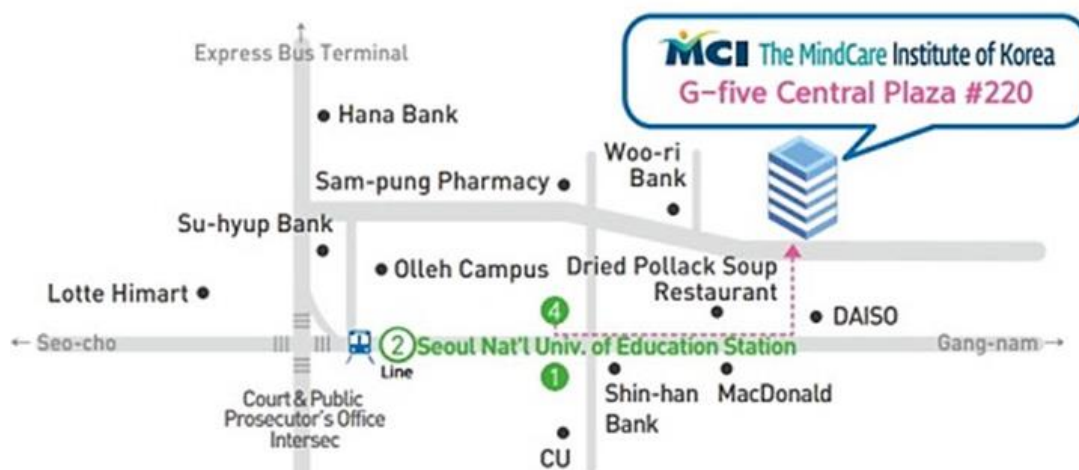 Express Bus Terminal
MCI The MindCare Institute of Korea
G-five Central Plaza #220
Hana Bank
Woo-ri
Bank
Sam-pung Pharmacy
Su-hyup Bank
Olleh Campus
Dried Pollack Soup
Restaurant
Lotte Himart
4
DAISO
← Seo-cho
2
Line
Seoul Nat'l Univ. of Education Station
Gang-nam →
1
Court & Public
Prosecutor's Office
Intersec
Shin-han
Bank
MacDonald
CU